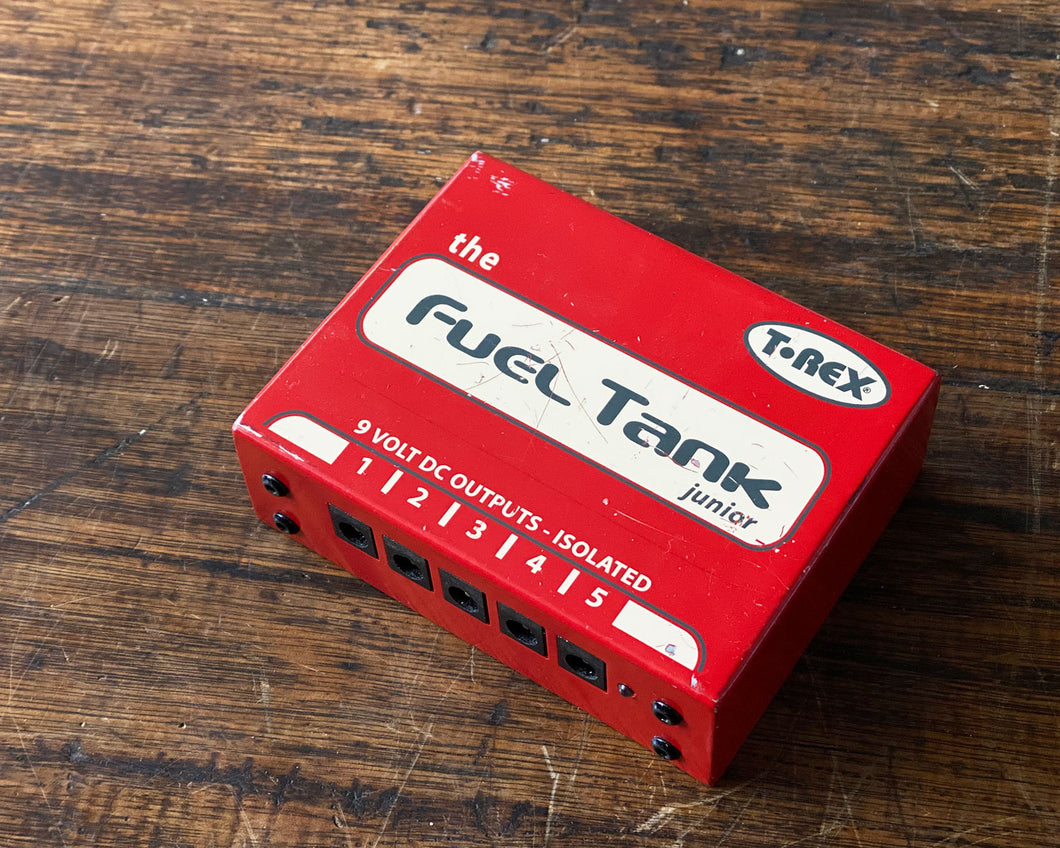 the
Fuel Tank
junior
T·REX®
9 VOLT DC OUTPUTS - ISOLATED
1 | 2 | 3 | 4 | 5